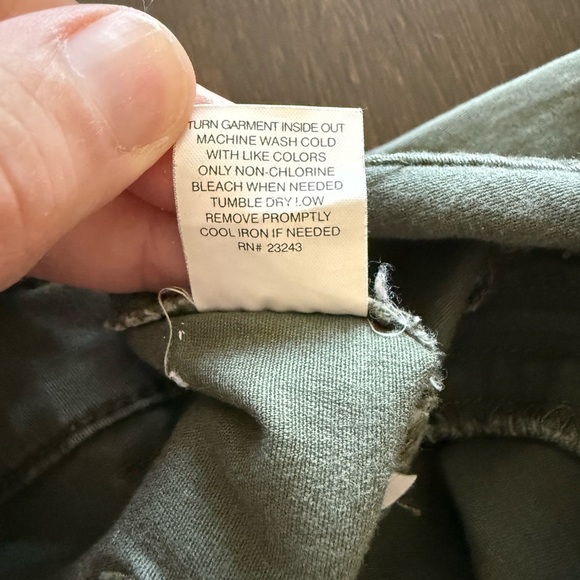 TURN GARMENT INSIDE OUT
MACHINE WASH COLD
WITH LIKE COLORS
ONLY NON-CHLORINE
BLEACH WHEN NEEDED
TUMBLE DRY LOW
REMOVE PROMPTLY
COOL IRON IF NEEDED
RN# 23243